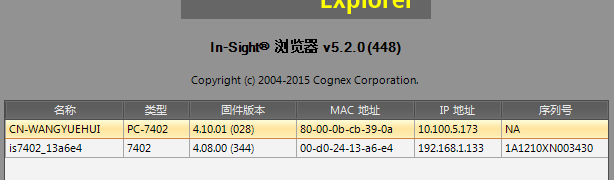 Explorer
In-Sight® 浏览器 v5.2.0 (448)
Copyright (c) 2004-2015 Cognex Corporation.
名称 类型 固件版本 MAC 地址 IP 地址 序列号
CN-WANGYUEHUI PC-7402 4.10.01 (028) 80-00-0b-cb-39-0a 10.100.5.173 NA
is7402_13a6e4 7402 4.08.00 (344) 00-d0-24-13-a6-e4 192.168.1.133 1A1210XN003430